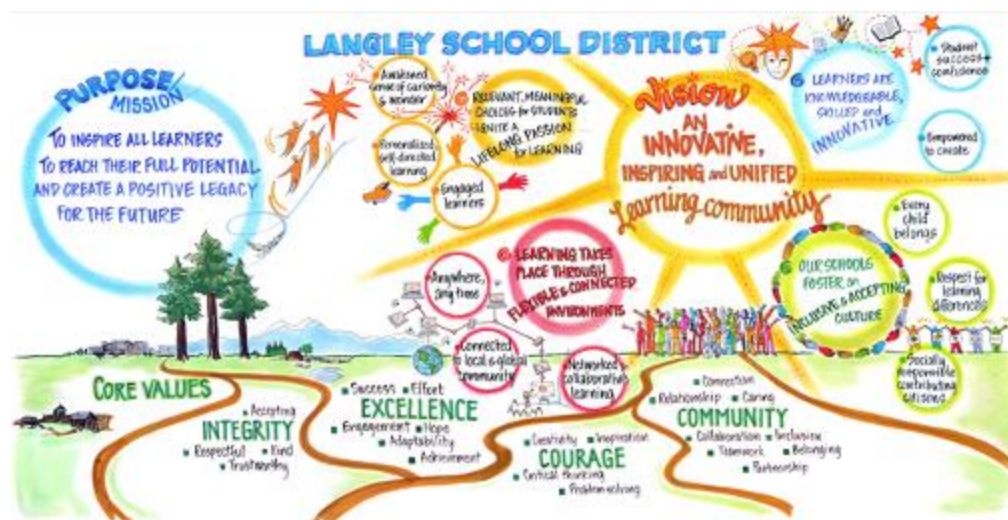 LANGLEY SCHOOL DISTRICT
PURPOSE/
MISSION
TO INSPIRE ALL LEARNERS
TO REACH THEIR FULL POTENTIAL
AND CREATE A POSITIVE LEGACY
FOR THE FUTURE
Awakened
sense of curiosity
& wonder
Personalized
self-directed
learning
Engaged
learners
RELEVANT, MEANINGFUL
CHOICES for STUDENTS
IGNITE A
LIFELONG PASSION
for LEARNING
Vision
AN
INNOVATIVE,
INSPIRING and UNIFIED
Learning community
LEARNERS ARE
KNOWLEDGEABLE,
SKILLED and
INNOVATIVE
Student
success +
confidence
Empowered
to create
LEARNING TAKES
PLACE THROUGH
FLEXIBLE & CONNECTED
ENVIRONMENTS
Anywhere,
any time
Connected
to local & global
community
Networked &
collaborative
learning
OUR SCHOOLS
FOSTER an
INCLUSIVE & ACCEPTING
CULTURE
Every
child
belongs
Respect for
learning
differences
Socially
responsible
contributing
citizens
CORE VALUES
Accepting
INTEGRITY
Respectful Kind
Trustworthy
Success Effort
EXCELLENCE
Engagement Hope
Adaptability
Achievement
Creativity Inspiration
COURAGE
Critical thinking
Problem-solving
Connection
Relationship Caring
COMMUNITY
Collaboration Inclusion
Teamwork Belonging
Partnership